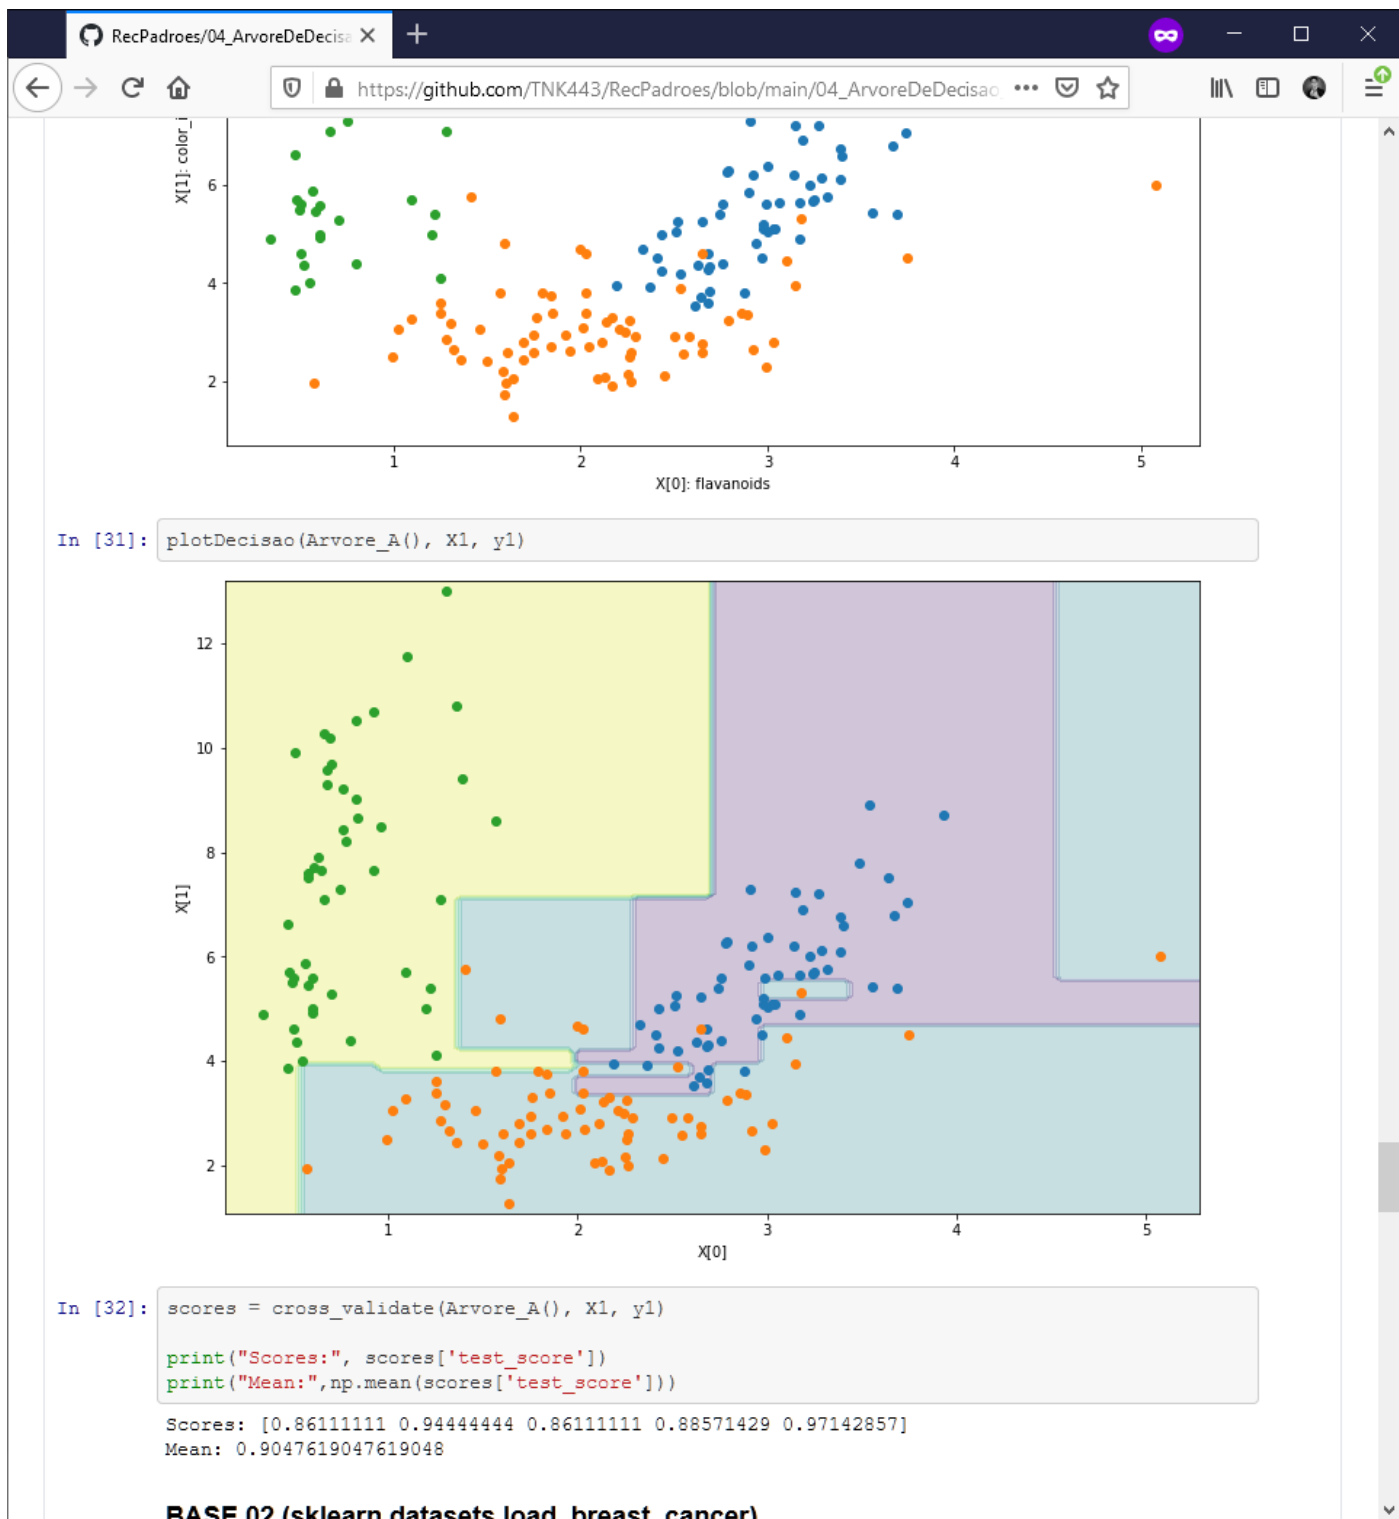 RecPadroes/04_ArvoreDeDecis
https://github.com/TNK443/RecPadroes/blob/main/04_ArvoreDeDecisao
X[1]: color_i
6
4
2
1 2 3 4 5
X[0]: flavanoids
In [31]: plotDecisao(Arvore_A(), X1, y1)
12
10
8
X[1]
6
4
2
1 2 3 4 5
X[0]
In [32]: scores = cross_validate(Arvore_A(), X1, y1)
print("Scores:", scores['test_score'])
print("Mean:",np.mean(scores['test_score']))
Scores: [0.86111111 0.94444444 0.86111111 0.88571429 0.97142857]
Mean: 0.9047619047619048
BASE 02 (sklearn.datasets.load_breast_cancer)